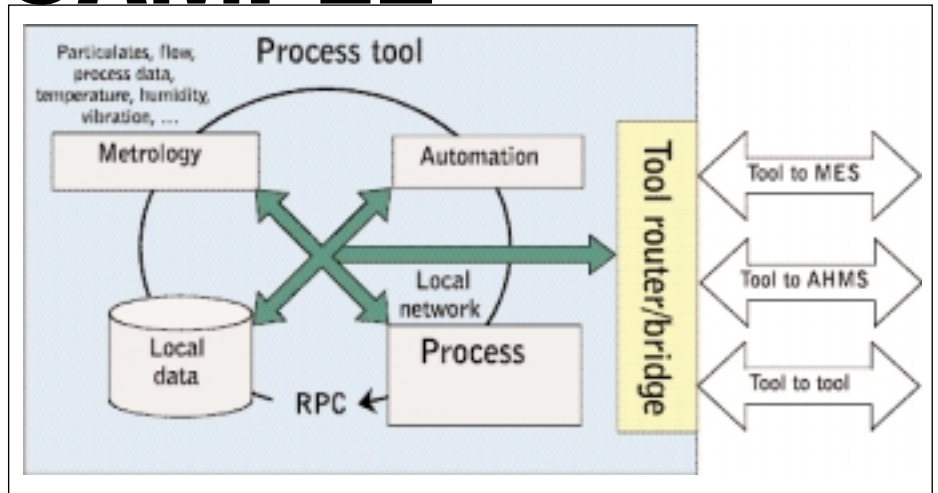 SAMPLE
Process tool
Particulates, flow,
process data,
temperature, humidity,
vibration, ...
Metrology
Automation
Local
network
Local
data
Process
RPC
Tool router/bridge
Tool to MES
Tool to AHMS
Tool to tool